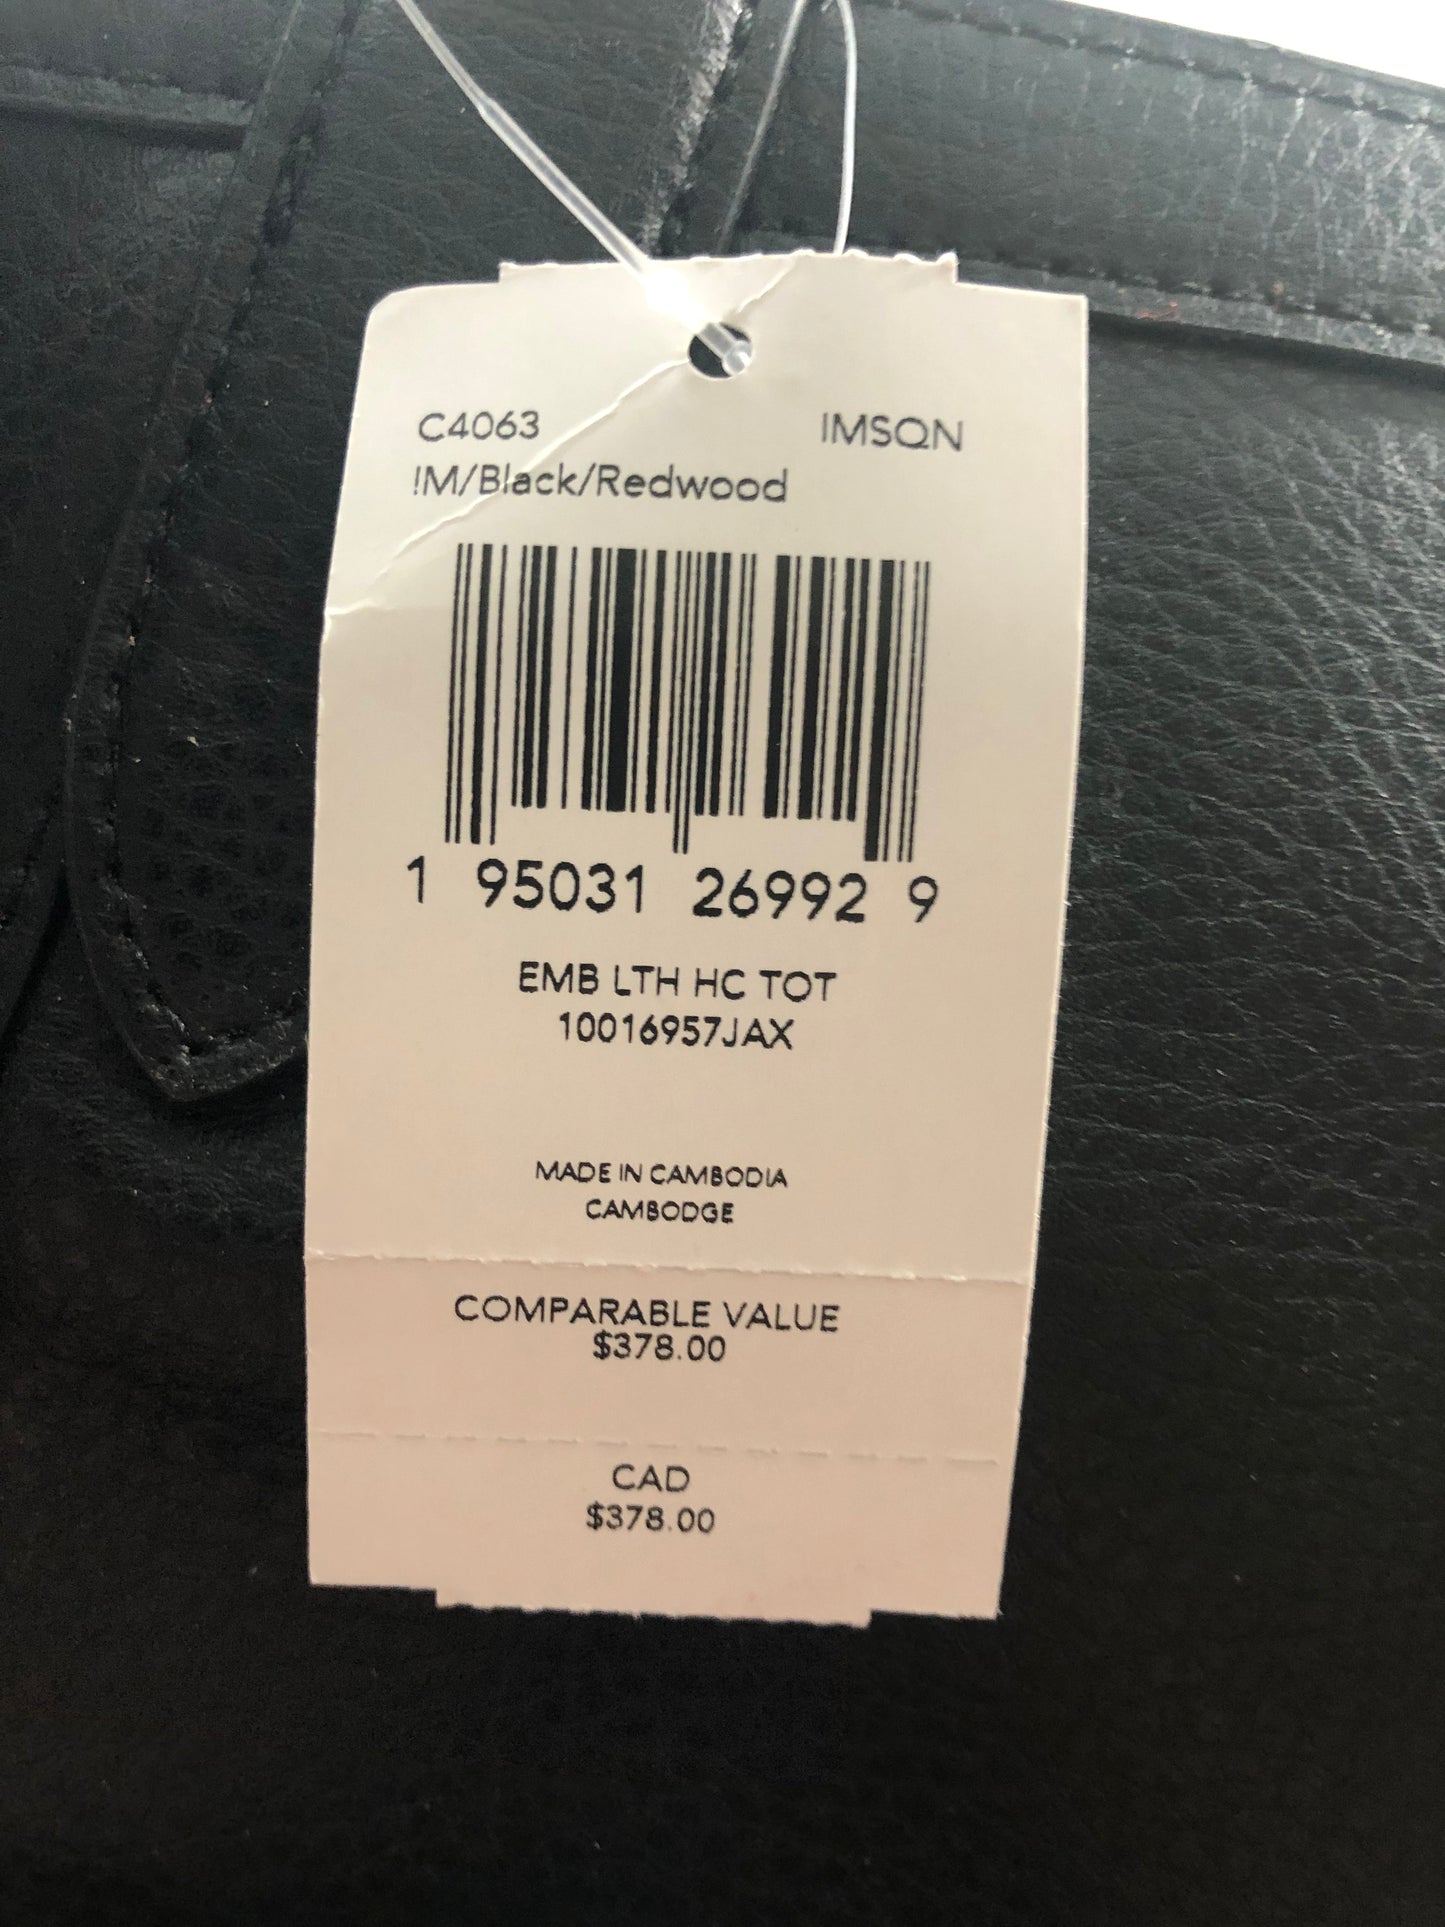 C4063 IMSQN
IM/Black/Redwood
1 95031 26992 9
EMB LTH HC TOT
10016957JAX
MADE IN CAMBODIA
CAMBODGE
COMPARABLE VALUE
$378.00
CAD
$378.00